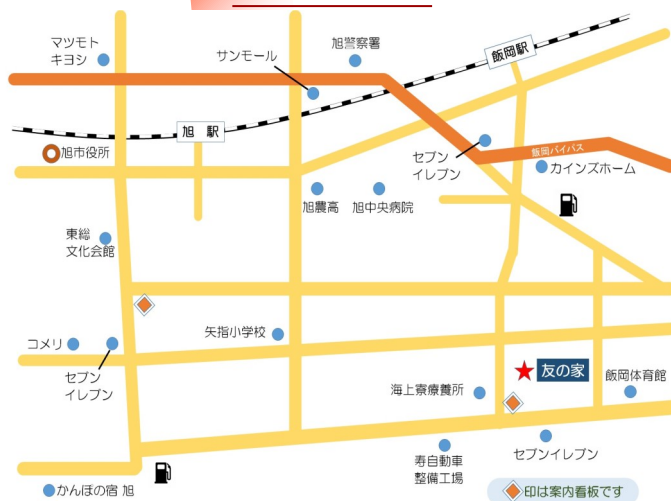 マツモト
キヨシ
サンモール
旭警察署
飯岡駅
旭 駅
旭市役所
セブン
イレブン
飯岡バイパス
カインズホーム
旭農高
旭中央病院
東総
文化会館
矢指小学校
コメリ
セブン
イレブン
友の家
海上寮療養所
飯岡体育館
寿自動車
整備工場
セブンイレブン
かんぽの宿 旭
印は案内看板です